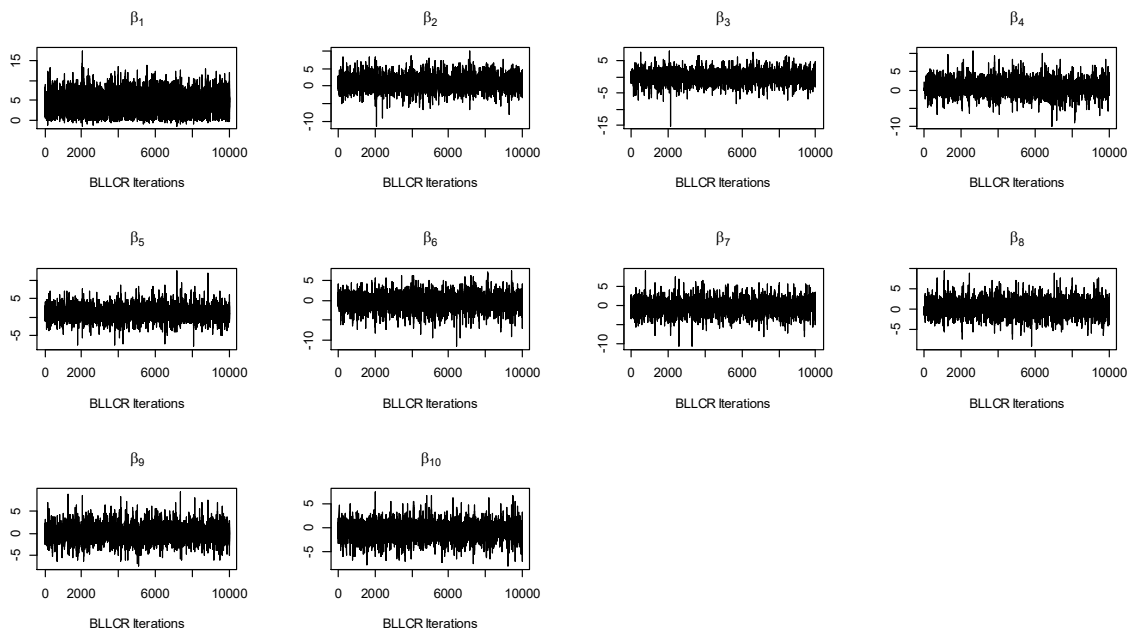 β1 β2 β3 β4
15 5 0 5 0 -10 5 -5 -15 5 0 -10
0 2000 6000 10000 0 2000 6000 10000 0 2000 6000 10000 0 2000 6000 10000
BLLCR Iterations BLLCR Iterations BLLCR Iterations BLLCR Iterations
β5 β6 β7 β8
5 -5 5 0 -10 5 0 -10 5 -5
0 2000 6000 10000 0 2000 6000 10000 0 2000 6000 10000 0 2000 6000 10000
BLLCR Iterations BLLCR Iterations BLLCR Iterations BLLCR Iterations
β9 β10
5 0 -5 5 0 -5
0 2000 6000 10000 0 2000 6000 10000
BLLCR Iterations BLLCR Iterations